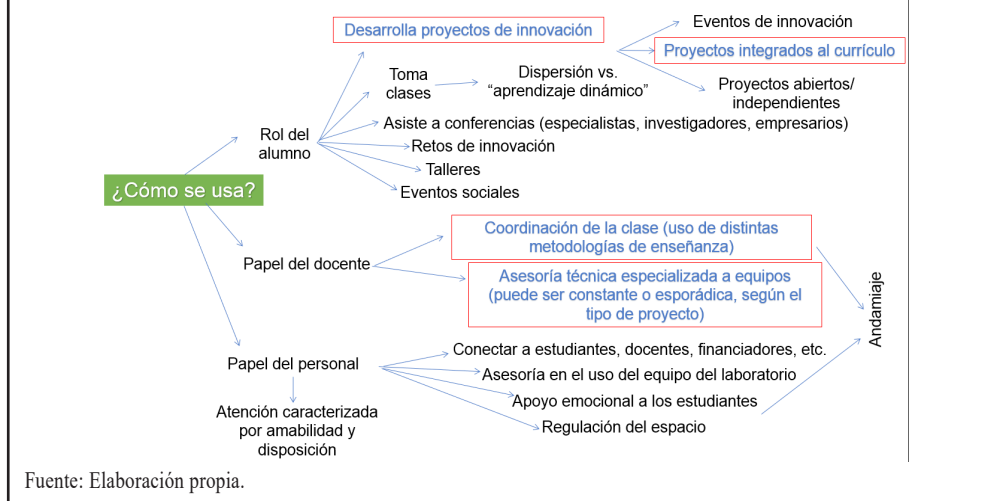 Eventos de innovación
Desarrolla proyectos de innovación
Proyectos integrados al currículo
Toma
clases
Dispersión vs.
“aprendizaje dinámico”
Proyectos abiertos/
independientes
Rol del
alumno
Asiste a conferencias (especialistas, investigadores, empresarios)
Retos de innovación
Talleres
Eventos sociales
¿Cómo se usa?
Papel del docente
Coordinación de la clase (uso de distintas
metodologías de enseñanza)
Asesoría técnica especializada a equipos
(puede ser constante o esporádica, según el
tipo de proyecto)
Andamiaje
Papel del personal
Conectar a estudiantes, docentes, financiadores, etc.
Asesoría en el uso del equipo del laboratorio
Apoyo emocional a los estudiantes
Regulación del espacio
Atención caracterizada
por amabilidad y
disposición
Fuente: Elaboración propia.